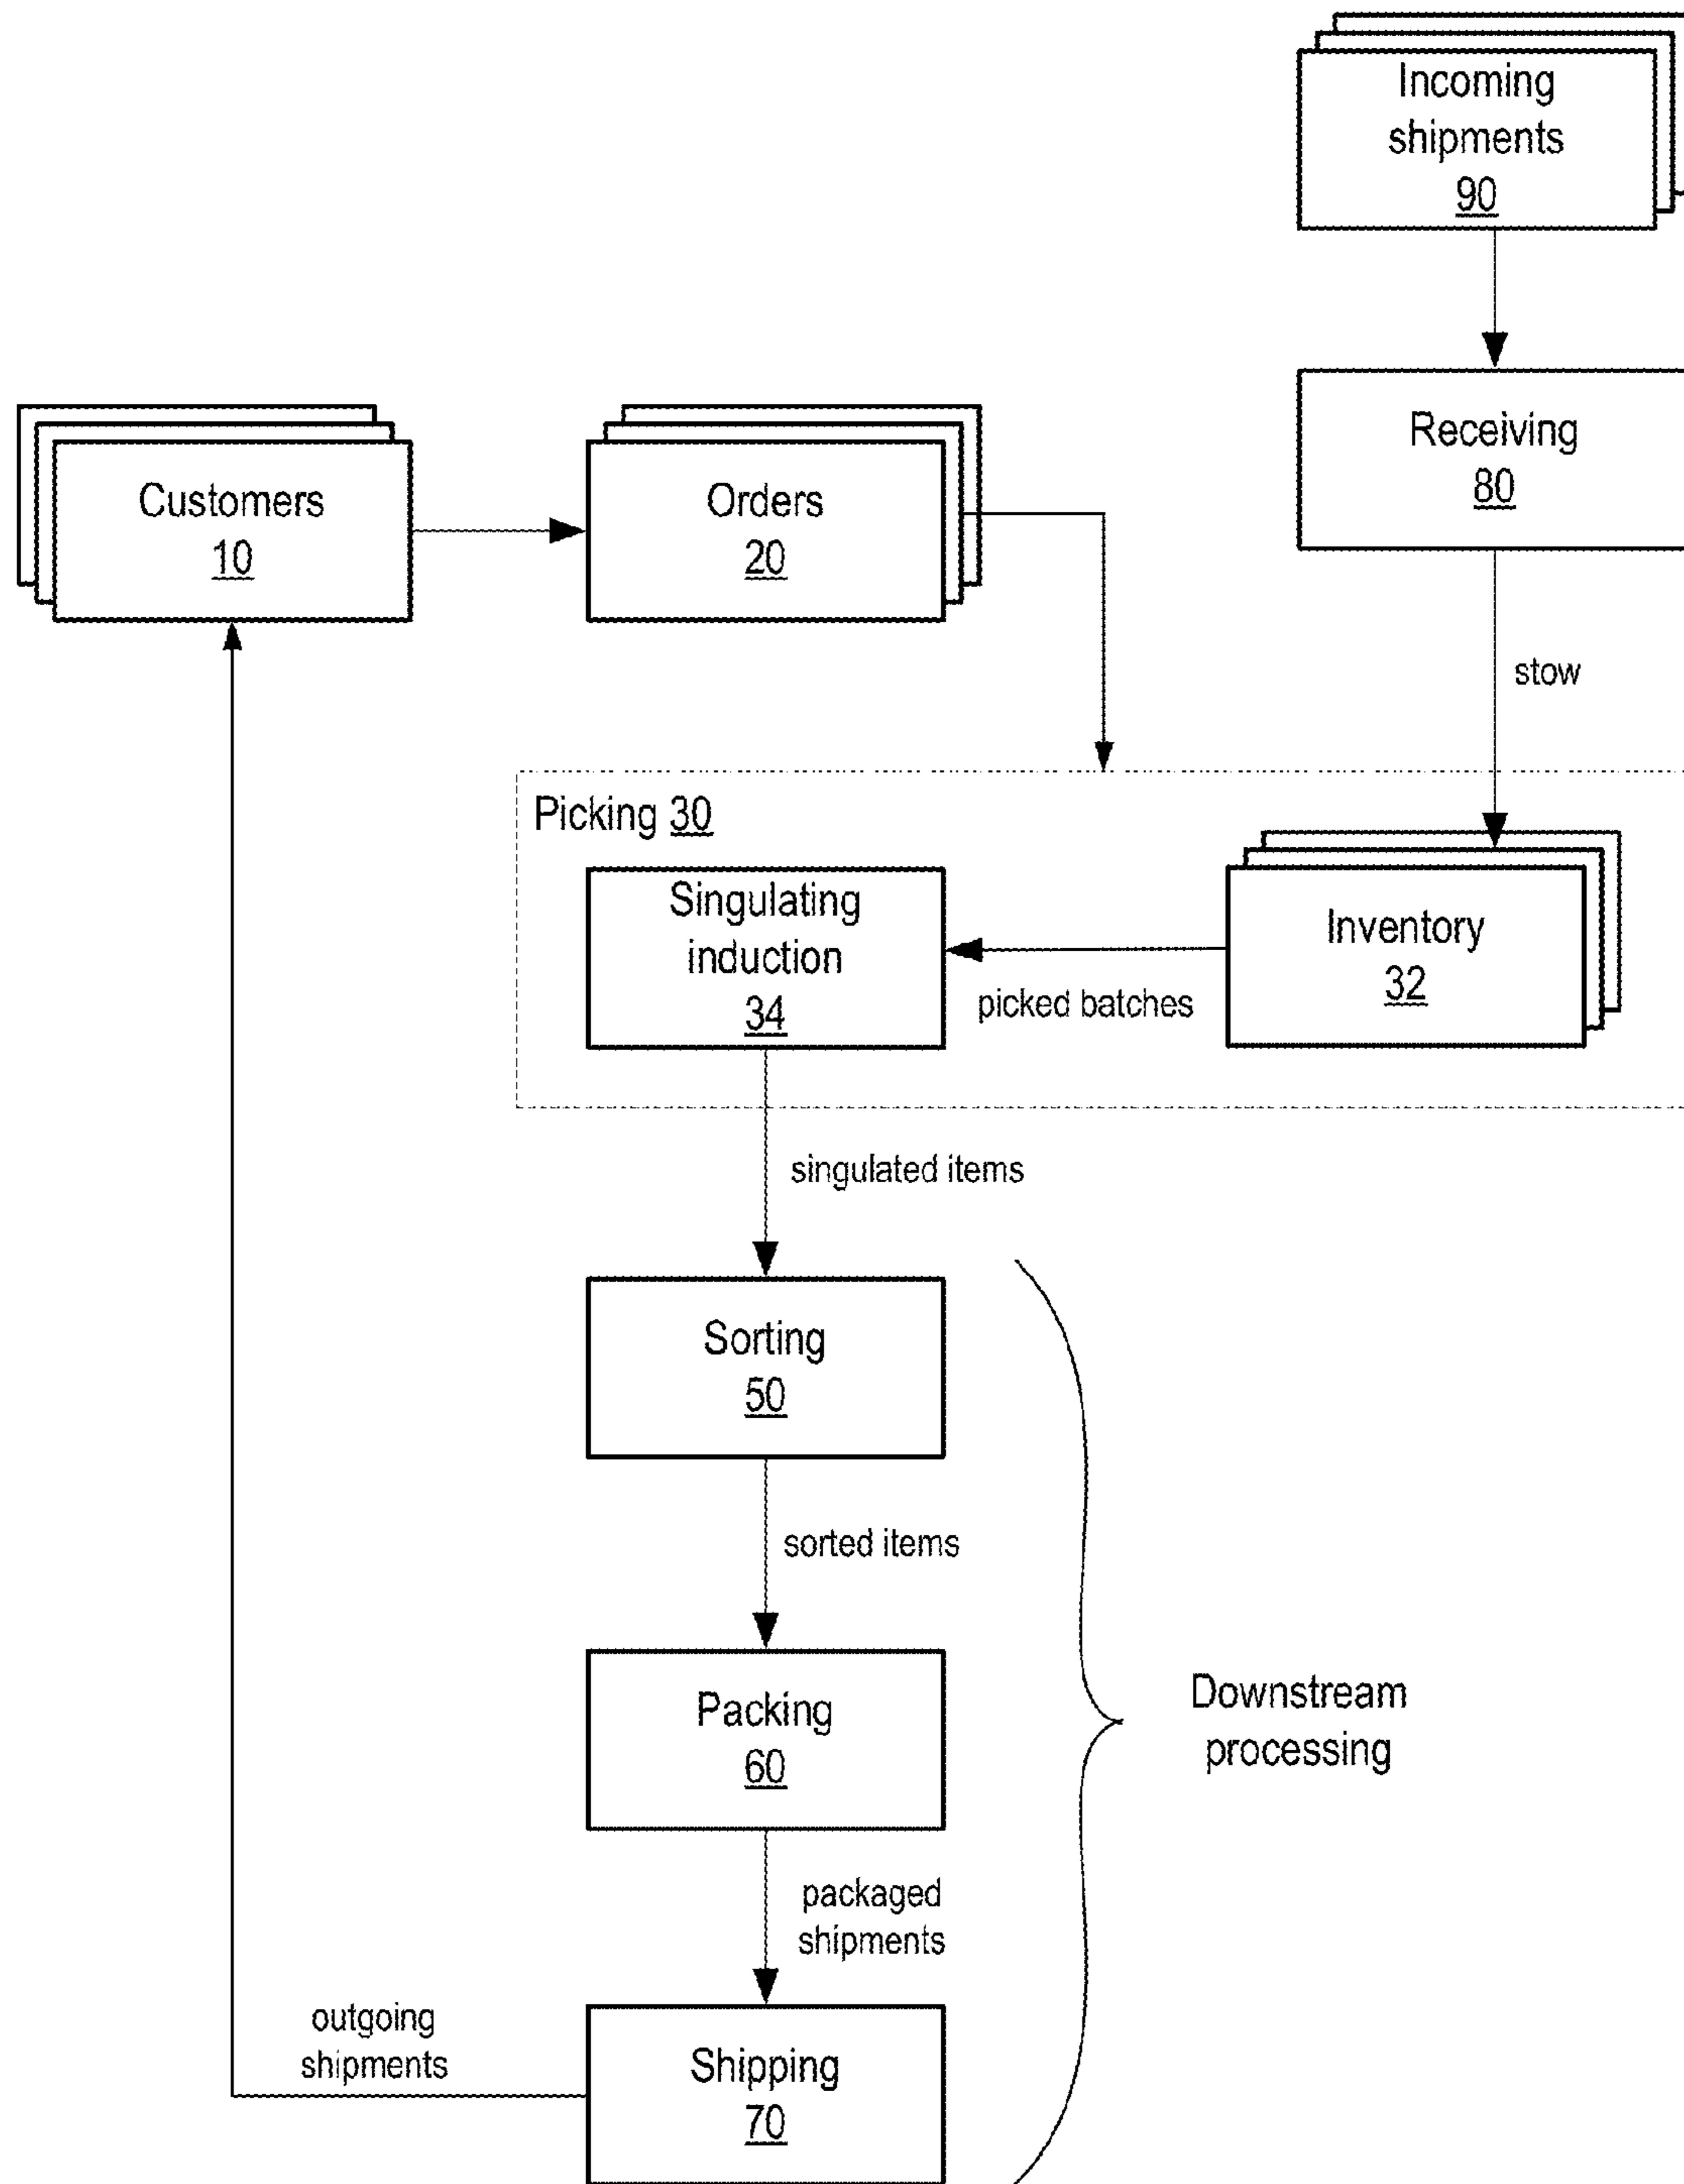 Incoming
shipments
90
Receiving
80
Customers
10
Orders
20
stow
Picking 30
Singulating
induction
34
picked batches
Inventory
32
singulated items
Sorting
50
sorted items
Packing
60
Downstream
processing
packaged
shipments
outgoing
shipments
Shipping
70